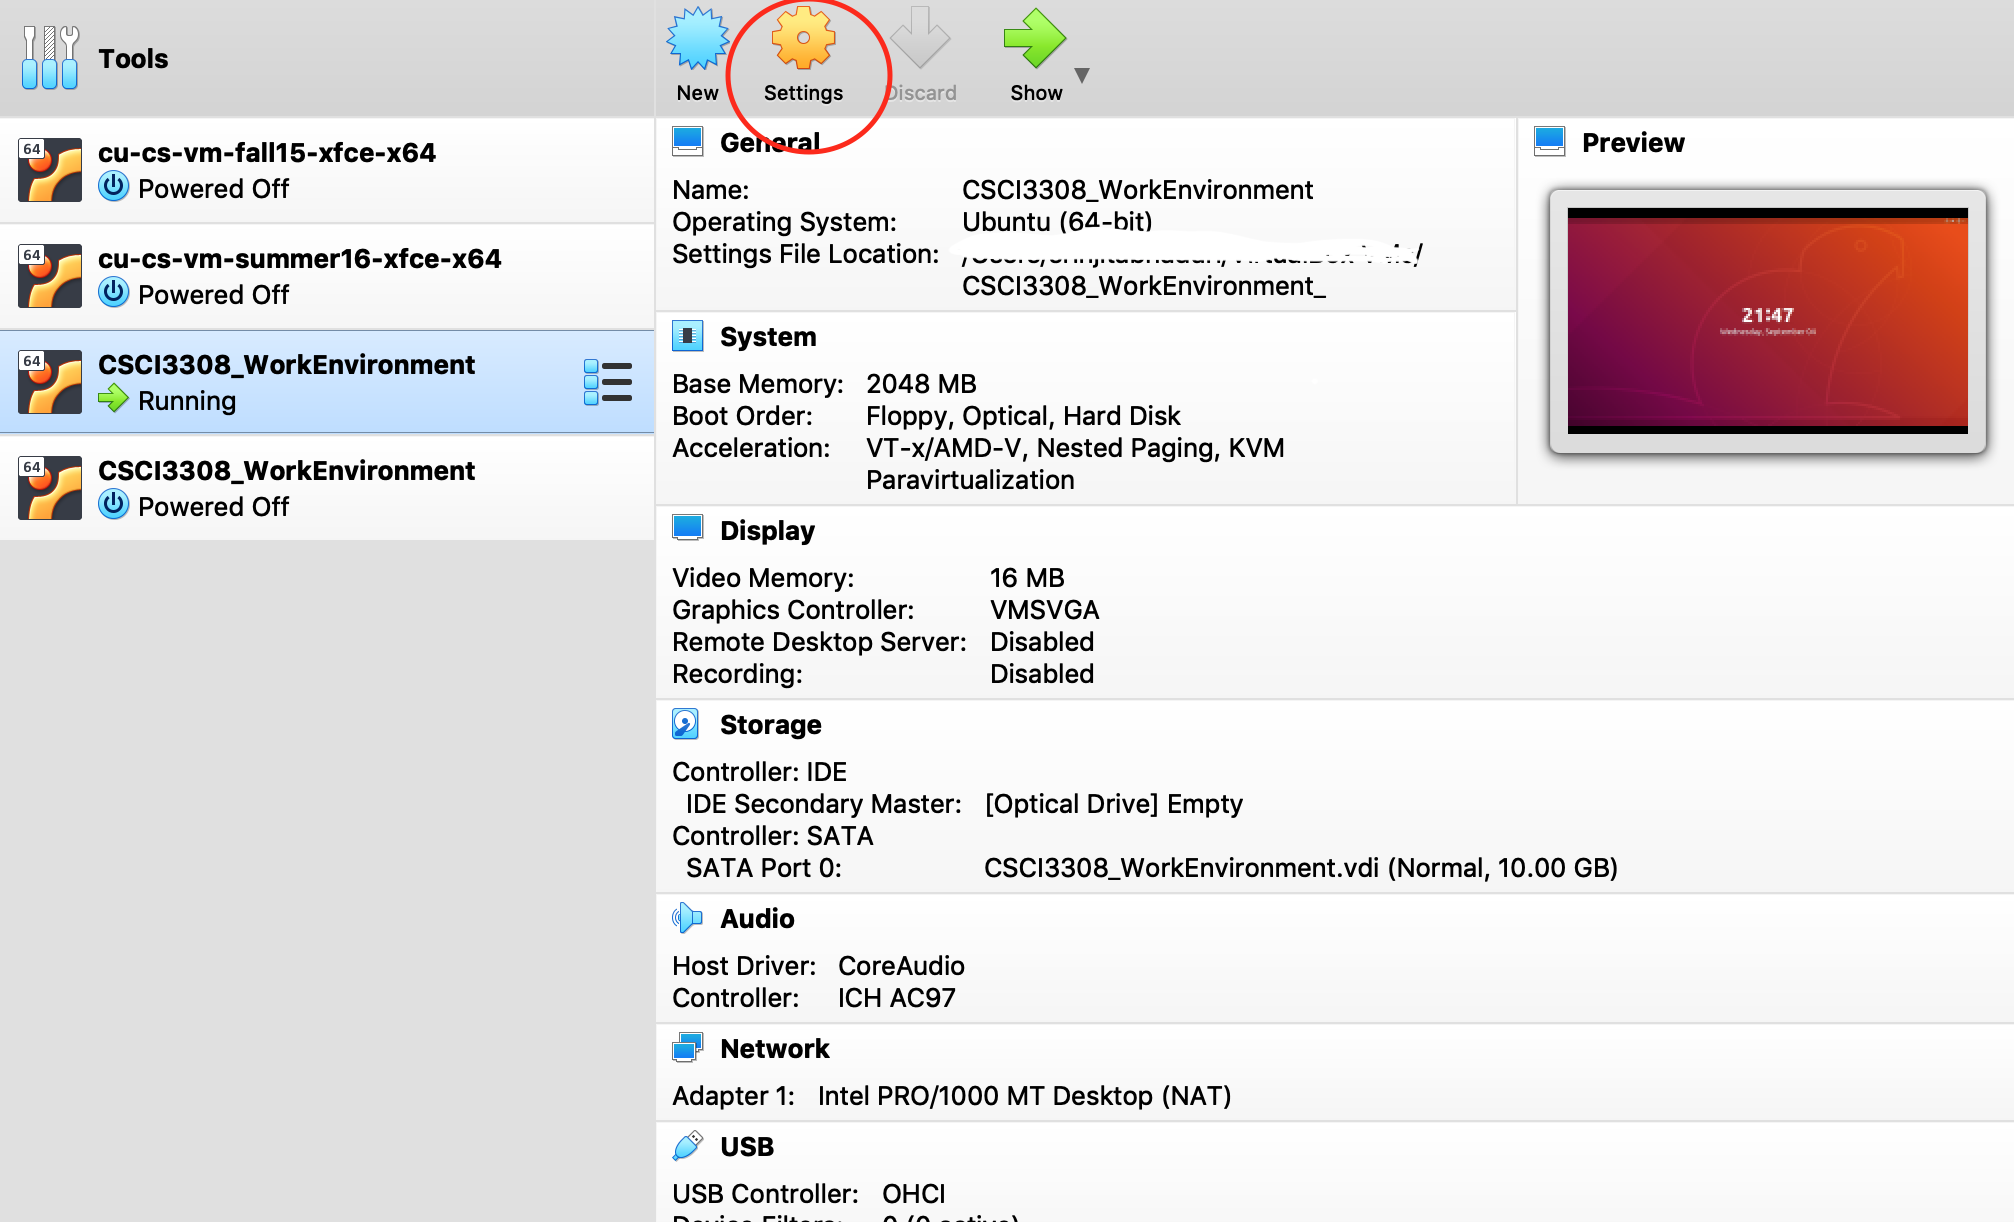 Tools
New
Settings
Discard
Show
64
cu-cs-vm-fall15-xfce-x64
Powered Off
64
cu-cs-vm-summer16-xfce-x64
Powered Off
64
CSCI3308_WorkEnvironment
Running
64
CSCI3308_WorkEnvironment
Powered Off
General
Name: CSCI3308_WorkEnvironment
Operating System: Ubuntu (64-bit)
Settings File Location:
CSCI3308_WorkEnvironment_
Preview
21:47
System
Base Memory: 2048 MB
Boot Order: Floppy, Optical, Hard Disk
Acceleration: VT-x/AMD-V, Nested Paging, KVM
Paravirtualization
Display
Video Memory: 16 MB
Graphics Controller: VMSVGA
Remote Desktop Server: Disabled
Recording: Disabled
Storage
Controller: IDE
IDE Secondary Master: [Optical Drive] Empty
Controller: SATA
SATA Port 0: CSCI3308_WorkEnvironment.vdi (Normal, 10.00 GB)
Audio
Host Driver: CoreAudio
Controller: ICH AC97
Network
Adapter 1: Intel PRO/1000 MT Desktop (NAT)
USB
USB Controller: OHCI
Device Filters: 0 (0 active)